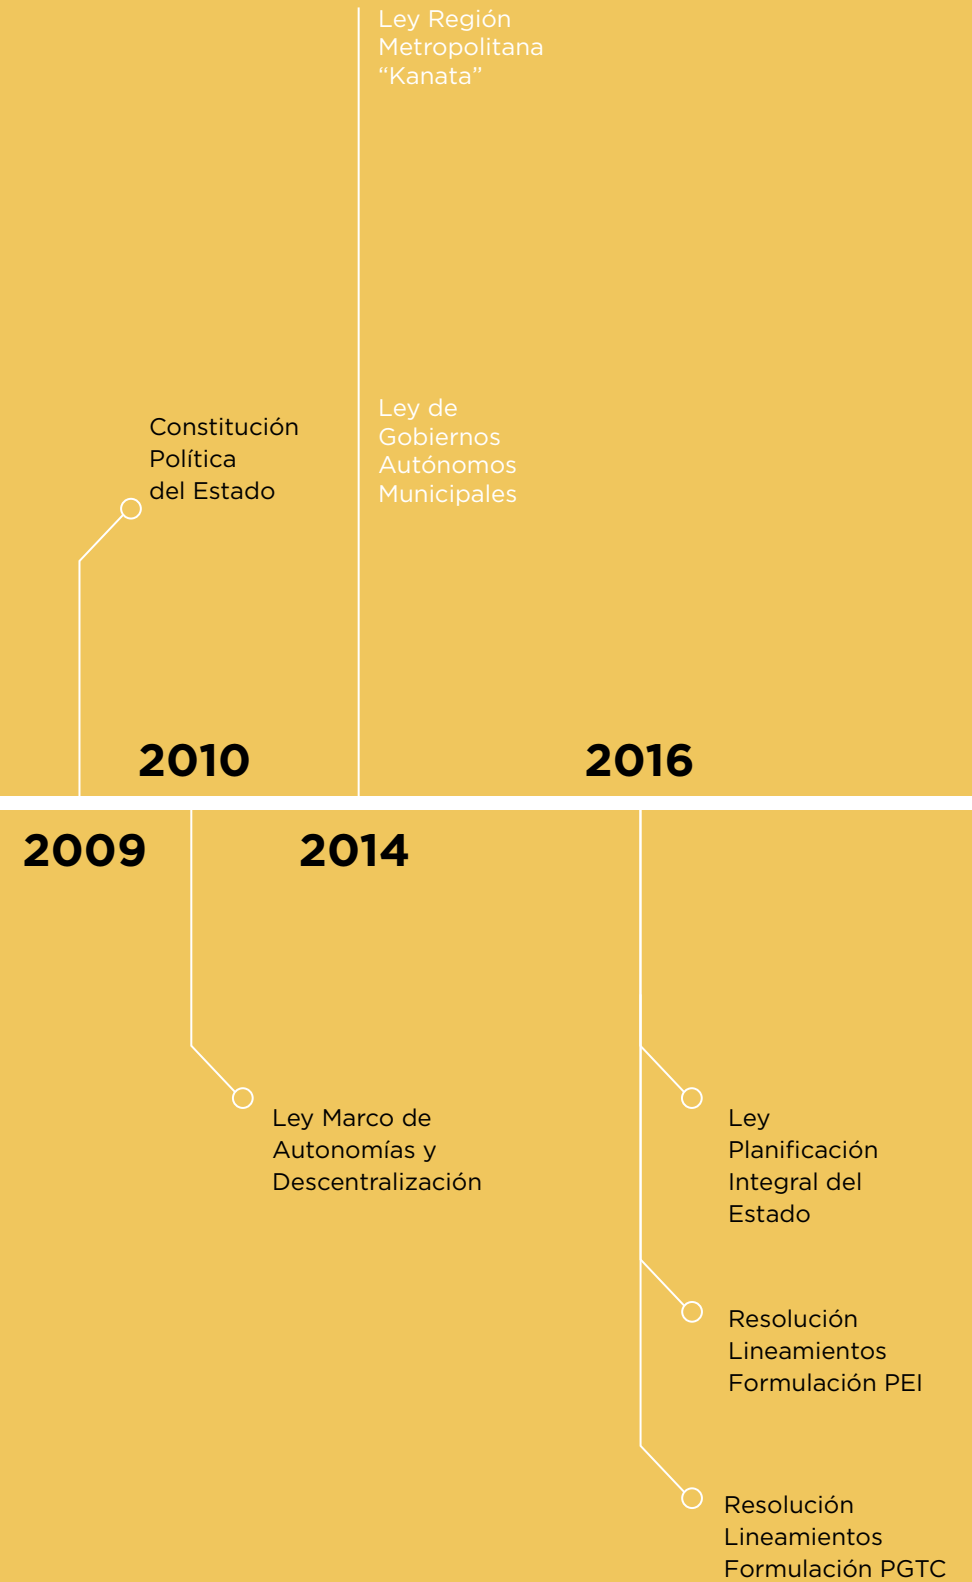 Ley Región
Metropolitana
“Kanata”
Constitución
Política
del Estado
Ley de
Gobiernos
Autónomos
Municipales
2010
2016
2009
2014
Ley Marco de
Autonomías y
Descentralización
Ley
Planificación
Integral del
Estado
Resolución
Lineamientos
Formulación PEI
Resolución
Lineamientos
Formulación PGTC